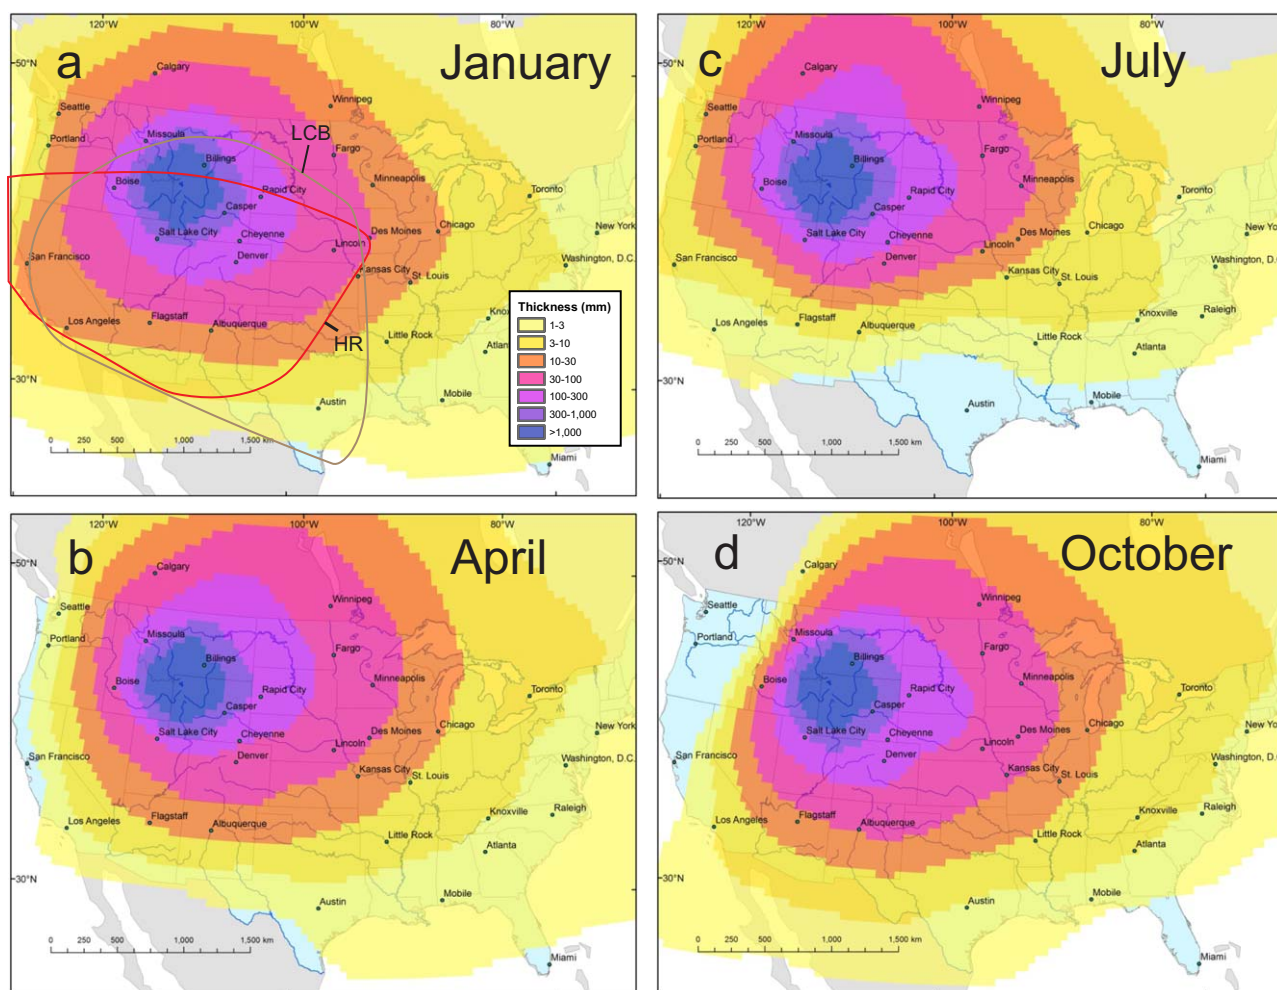 120°W
100°W
80°W
50°N
30°N
a
January
Calgary
Seattle
Winnipeg
Portland
Missoula
LCB
Billings
Fargo
Boise
Rapid City
Minneapolis
Toronto
Casper
Salt Lake City
Cheyenne
Des Moines
Chicago
New York
Lincoln
Denver
San Francisco
Kansas City
St. Louis
Washington, D.C.
Los Angeles
Flagstaff
Albuquerque
HR
Little Rock
Kno
Atlan
Austin
Mobile
Miami
Thickness (mm)
1-3
3-10
10-30
30-100
100-300
300-1,000
>1,000
0 250 500 1,000 1,500 km
120°W
100°W
80°W
50°N
30°N
c
July
Calgary
Seattle
Winnipeg
Portland
Missoula
Fargo
Billings
Boise
Rapid City
Minneapolis
Toronto
Casper
Salt Lake City
Cheyenne
Des Moines
Chicago
New York
Lincoln
Denver
San Francisco
Kansas City
St. Louis
Washington, D.C.
Los Angeles
Flagstaff
Albuquerque
Knoxville
Raleigh
Little Rock
Atlanta
Austin
Mobile
Miami
0 250 500 1,000 1,500 km
120°W
100°W
80°W
50°N
30°N
b
April
Calgary
Seattle
Winnipeg
Portland
Missoula
Fargo
Billings
Boise
Rapid City
Minneapolis
Toronto
Casper
Salt Lake City
Cheyenne
Des Moines
Chicago
New York
Lincoln
Denver
San Francisco
Kansas City
St. Louis
Washington, D.C.
Los Angeles
Flagstaff
Albuquerque
Knoxville
Raleigh
Little Rock
Atlanta
Austin
Mobile
Miami
0 250 500 1,000 1,500 km
120°W
100°W
80°W
50°N
30°N
d
October
Calgary
Seattle
Winnipeg
Portland
Missoula
Fargo
Billings
Boise
Rapid City
Minneapolis
Toronto
Casper
Salt Lake City
Cheyenne
Des Moines
Chicago
New York
Lincoln
Denver
San Francisco
Kansas City
St. Louis
Washington, D.C.
Los Angeles
Flagstaff
Albuquerque
Knoxville
Raleigh
Little Rock
Atlanta
Austin
Mobile
Miami
0 250 500 1,000 1,500 km